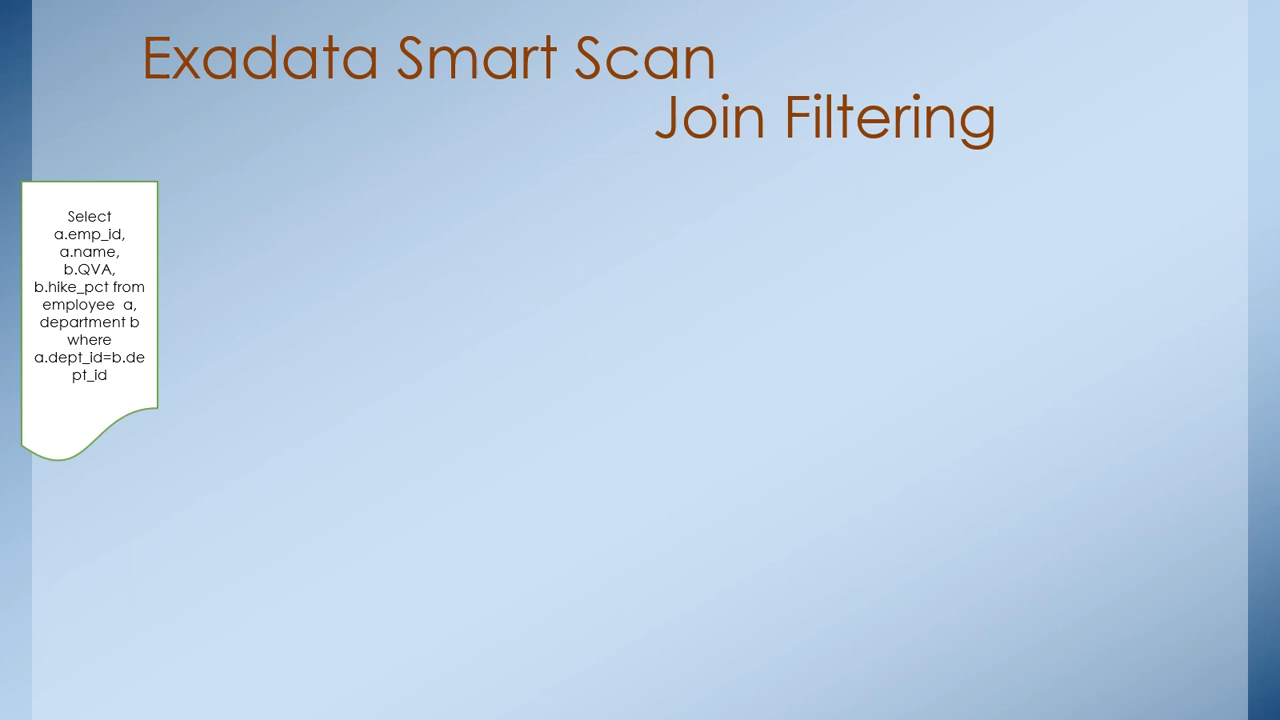 Exadata Smart Scan
Join Filtering
Select
a.emp_id,
a.name,
b.QVA,
b.hike_pct from
employee  a,
department b
where
a.dept_id=b.de
pt_id